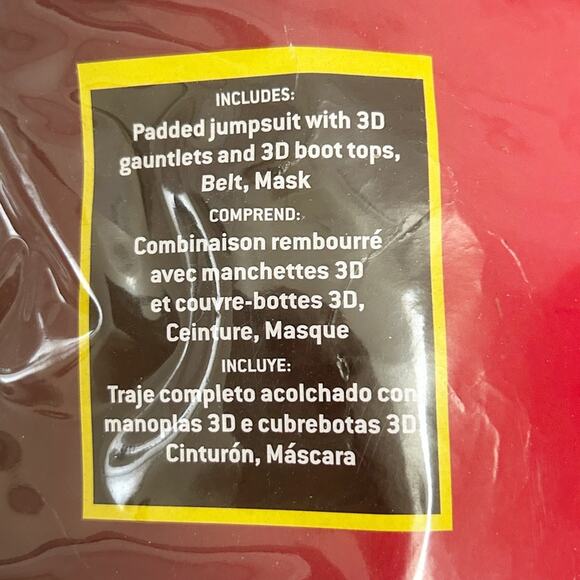 INCLUDES:
Padded jumpsuit with 3D
gauntlets and 3D boot tops,
Belt, Mask
COMPREND:
Combinaison rembourré
avec manchettes 3D
et couvre-bottes 3D,
Ceinture, Masque
INCLUYE:
Traje completo acolchado con
manoplas 3D e cubrebotas 3D
Cinturón, Máscara